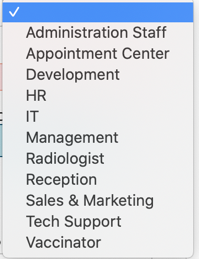 Administration Staff
Appointment Center
Development
HR
IT
Management
Radiologist
Reception
Sales & Marketing
Tech Support
Vaccinator